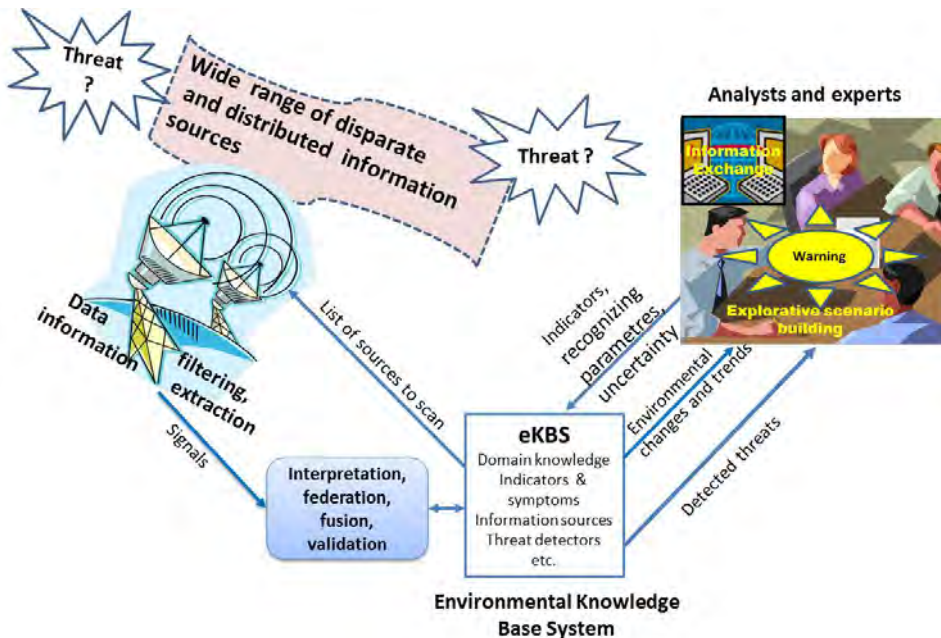 Threat
?
Wide range of disparate
and distributed information
sources
Threat ?
Analysts and experts
Information
Exchange
Warning
Explorative scenario
building
Data
information
filtering,
extraction
List of sources to scan
Indicators,
recognizing
parametres,
uncertainty
Environmental
changes and trends
Detected threats
Signals
Interpretation,
federation,
fusion,
validation
eKBS
Domain knowledge
Indicators &
symptoms
Information sources
Threat detectors
etc.
Environmental Knowledge
Base System